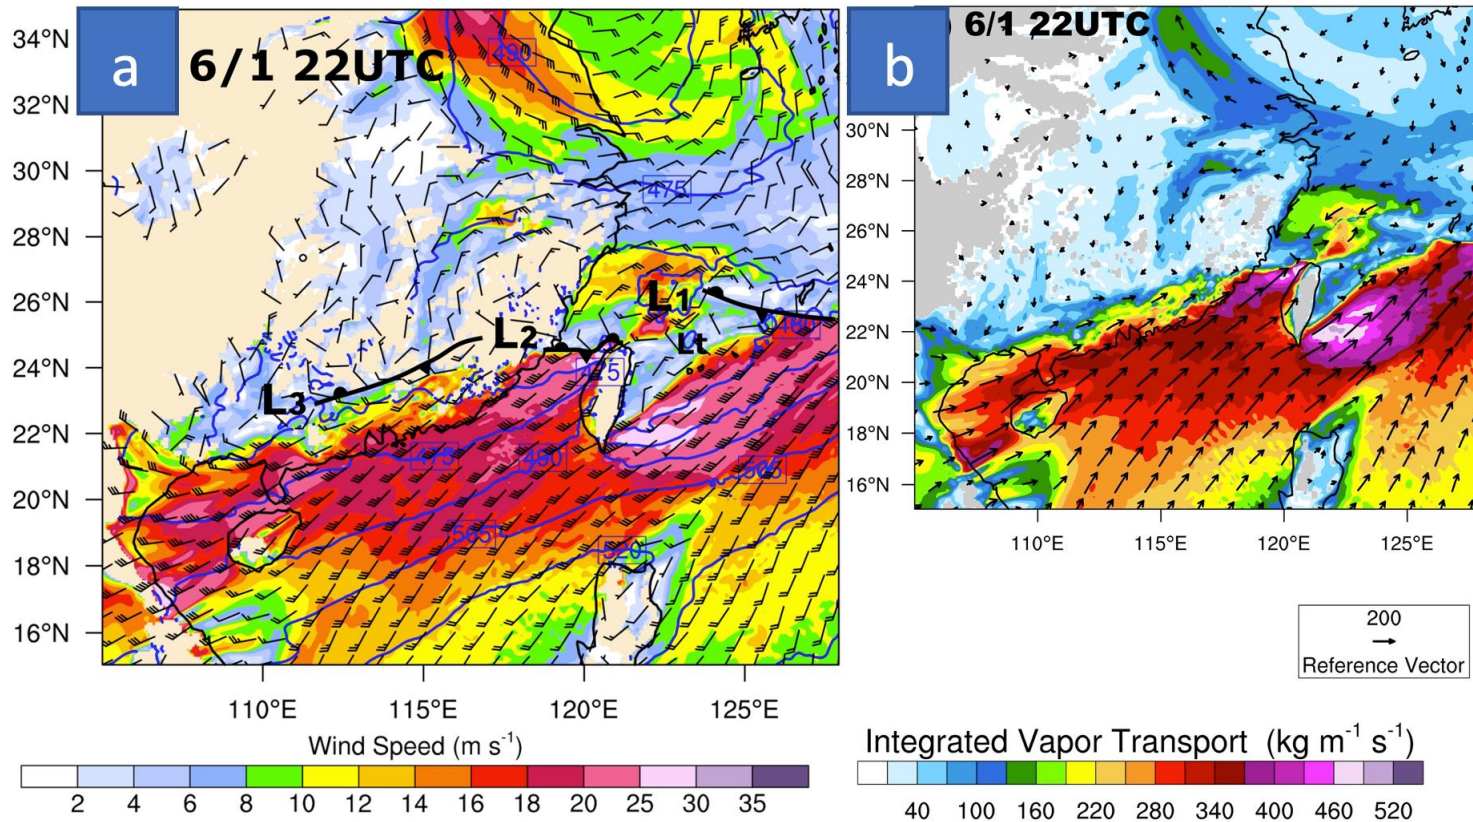 a
6/1 22UTC
34°N
32°N
30°N
28°N
26°N
24°N
22°N
20°N
18°N
16°N
490
475
L1
460
L2
Lt
475
L3
475
490
505
505
520
110°E
115°E
120°E
125°E
Wind Speed (m s-1)
2 4 6 8 10 12 14 16 18 20 25 30 35
b
) 6/1 22UTC
30°N
28°N
26°N
24°N
22°N
20°N
18°N
16°N
110°E
115°E
120°E
125°E
200
Reference Vector
Integrated Vapor Transport (kg m-1 s-1)
40 100 160 220 280 340 400 460 520